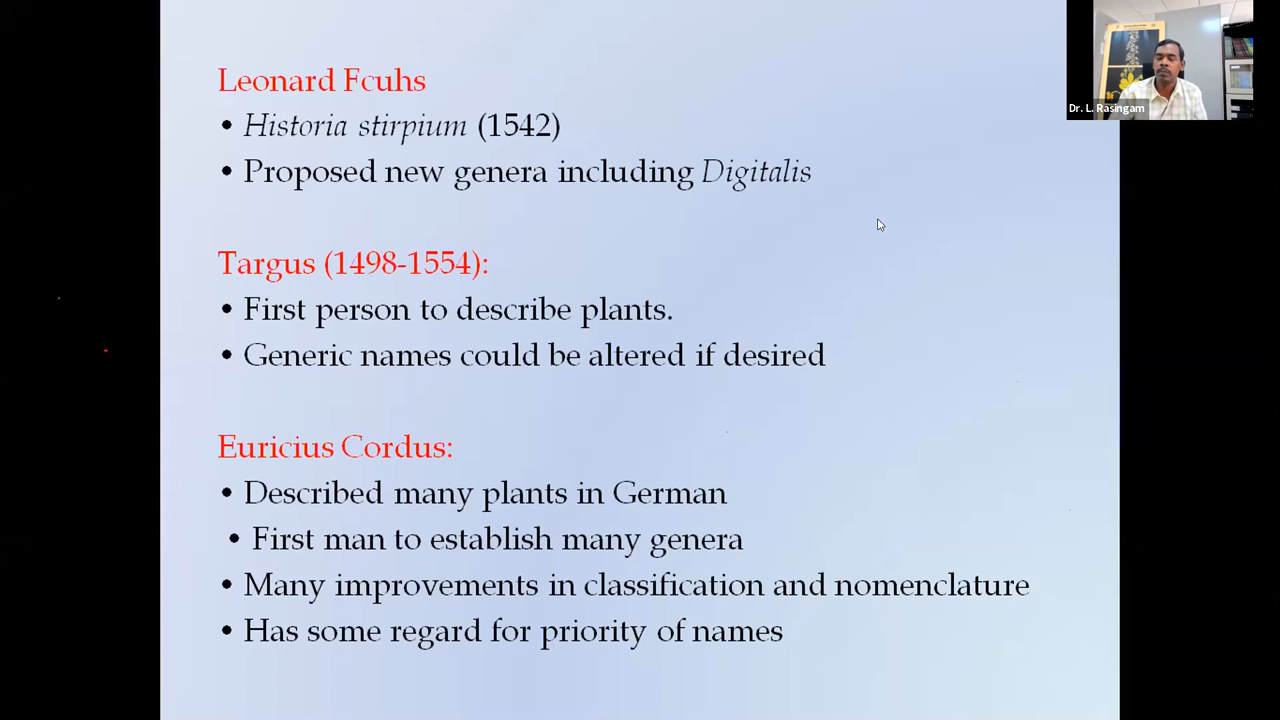 Leonard Fcuhs
• Historia stirpium (1542)
• Proposed new genera including Digitalis
Targus (1498-1554):
• First person to describe plants.
• Generic names could be altered if desired
Euricius Cordus:
• Described many plants in German
• First man to establish many genera
• Many improvements in classification and nomenclature
• Has some regard for priority of names
Dr. L. Rasingam